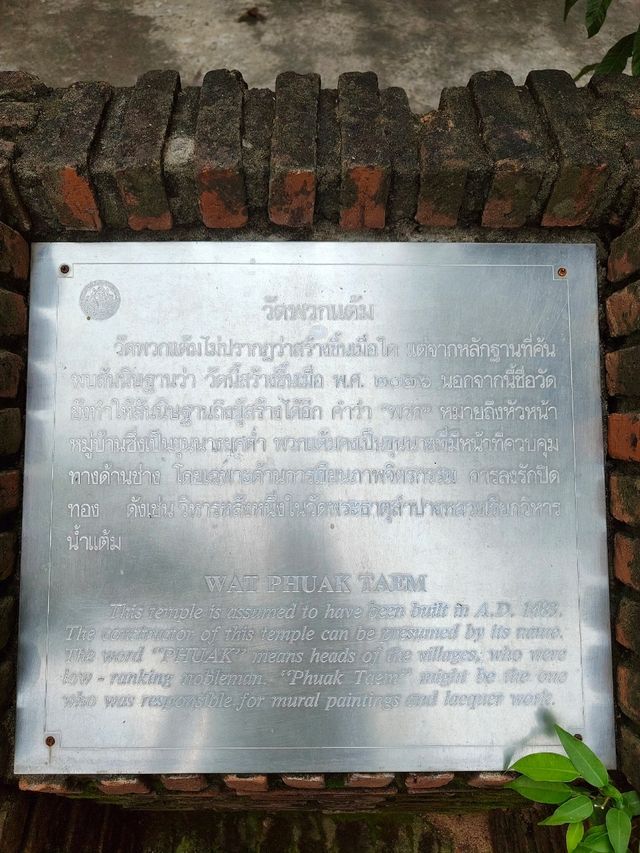 วัดพวกแต้ม
วัดพวกแต้มไม่ปรากฏว่าสร้างขึ้นเมื่อใด แต่จากหลักฐานที่ค้น
พบสันนิษฐานว่า วัดนี้สร้างขึ้นเมื่อ พ.ศ. ๒๐๒๖ นอกจากนี้ชื่อวัด
ยังทำให้สันนิษฐานถึงผู้สร้างได้อีก คำว่า "พวก" หมายถึงหัวหน้า
หมู่บ้านซึ่งเป็นขุนนางยุคต่ำ พวกแต้มคงเป็นขุนนางที่มีหน้าที่ควบคุม
ทางด้านช่าง โดยเฉพาะด้านการเขียนภาพจิตรกรรม การลงรักปิด
ทอง ดังเช่น วิหารหลังหนึ่งในวัดพระธาตุลำปางหลวงเรียกวิหาร
น้ำแต้ม
WAT PHUAK TAEM
This temple is assumed to have been built in A.D. 1483.
The constructor of this temple can be presumed by its name.
The word "PHUAK" means heads of the villages, who were
low - ranking nobleman. "Phuak Taem" might be the one
who was responsible for mural paintings and lacquer work.